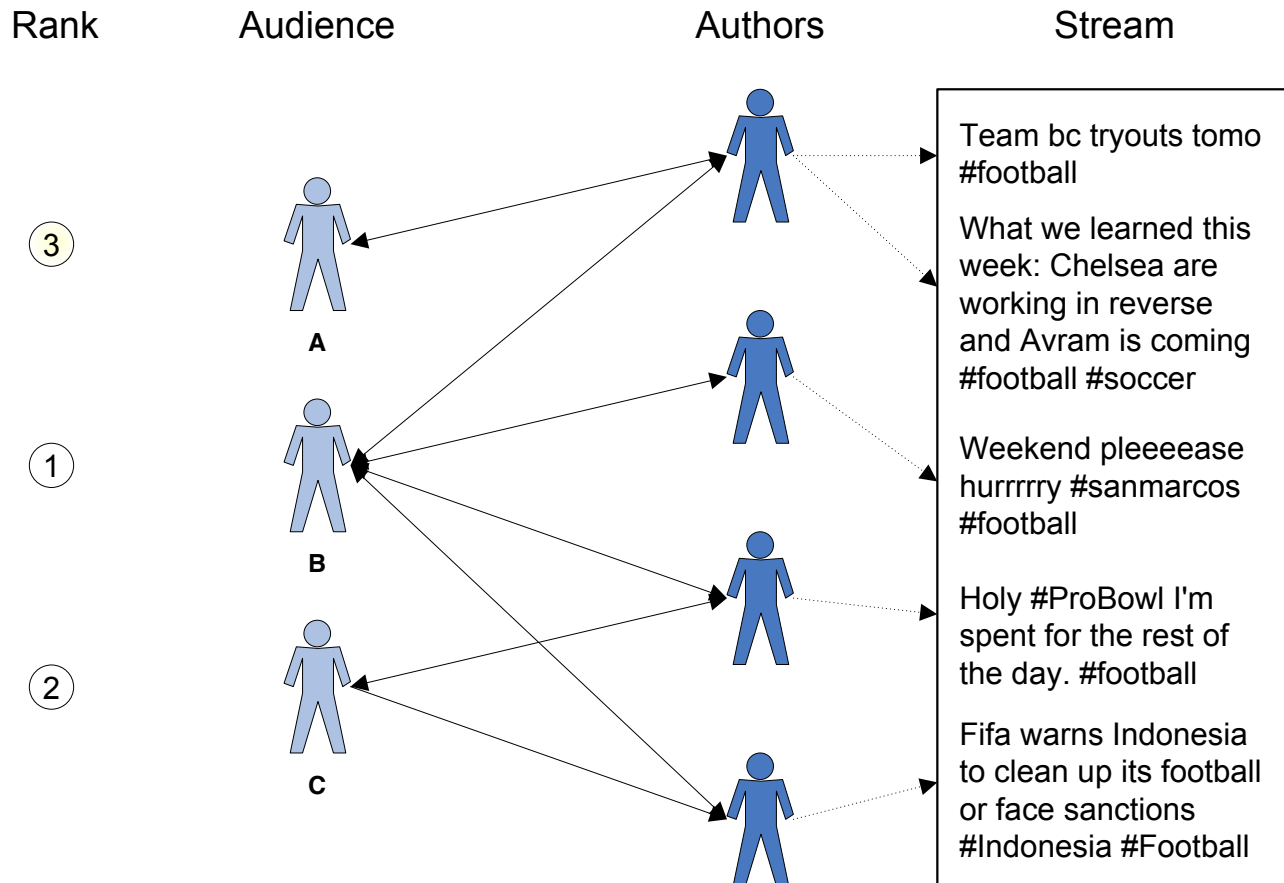 Rank Audience Authors Stream
Team bc tryouts tomo
#football
3
What we learned this
week: Chelsea are
working in reverse
and Avram is coming
#football #soccer
A
1
Weekend pleeeease
hurrrrry #sanmarcos
#football
B
Holy #ProBowl I'm
spent for the rest of
the day. #football
2
Fifa warns Indonesia
to clean up its football
or face sanctions
#Indonesia #Football
C